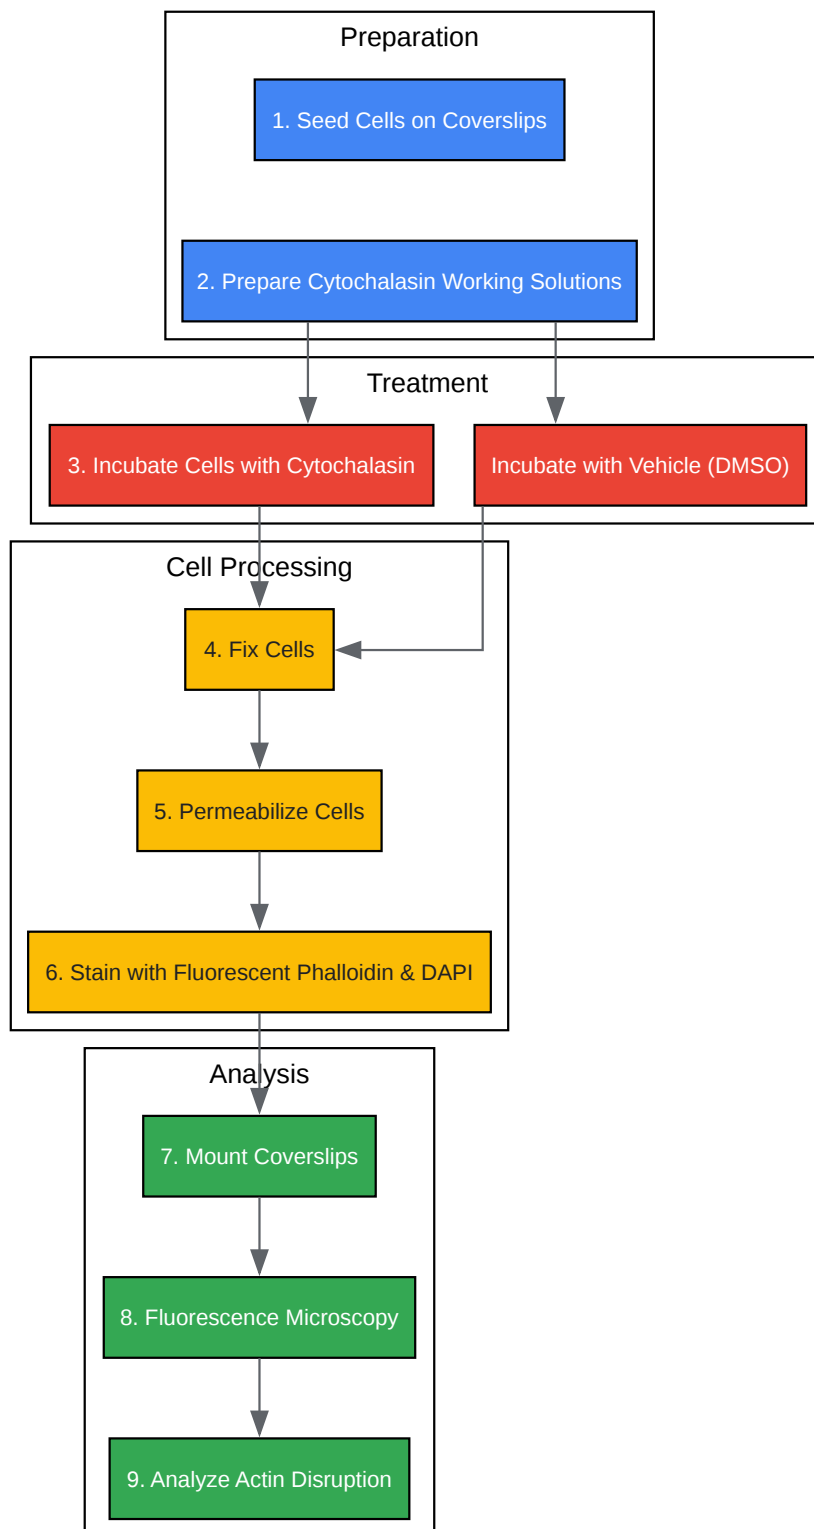 Preparation
1. Seed Cells on Coverslips
2. Prepare Cytochalasin Working Solutions
Treatment
3. Incubate Cells with Cytochalasin
Incubate with Vehicle (DMSO)
Cell Processing
4. Fix Cells
5. Permeabilize Cells
6. Stain with Fluorescent Phalloidin & DAPI
Analysis
7. Mount Coverslips
8. Fluorescence Microscopy
9. Analyze Actin Disruption